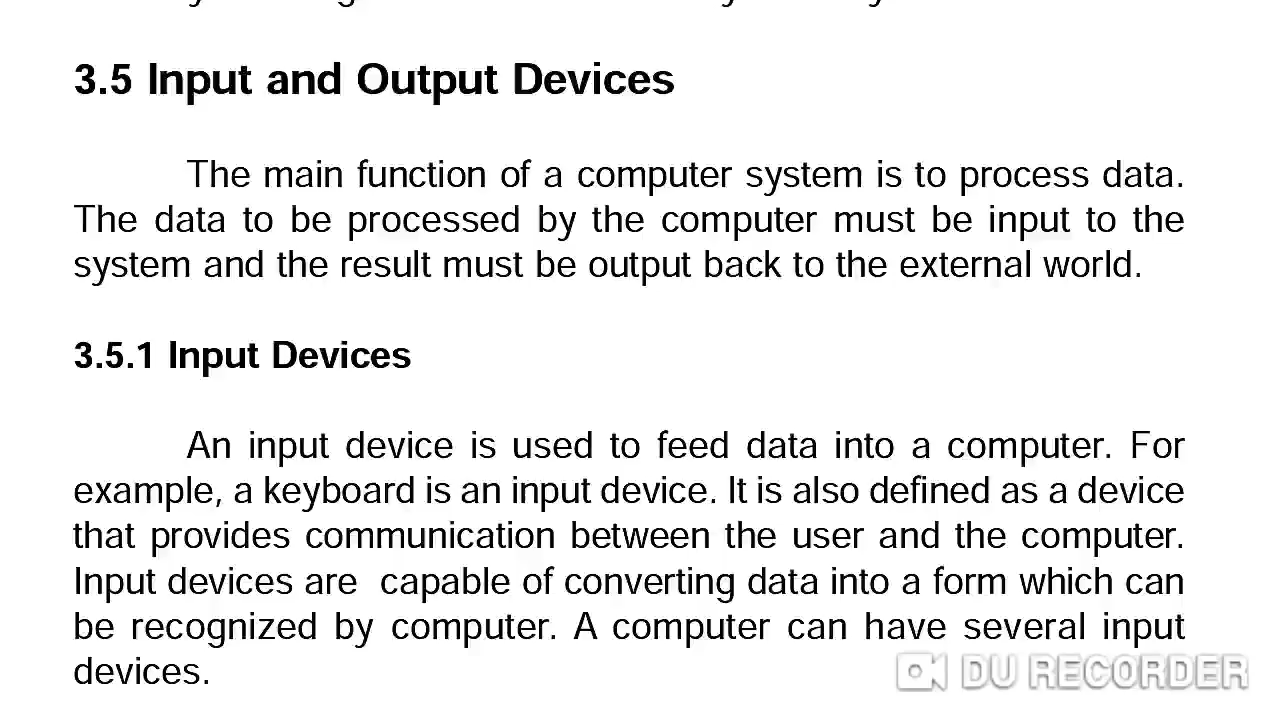 3.5 Input and Output Devices
The main function of a computer system is to process data.
The data to be processed by the computer must be input to the
system and the result must be output back to the external world.
3.5.1 Input Devices
An input device is used to feed data into a computer. For
example, a keyboard is an input device. It is also defined as a device
that provides communication between the user and the computer.
Input devices are  capable of converting data into a form which can
be recognized by computer. A computer can have several input
devices.
DU RECORDER